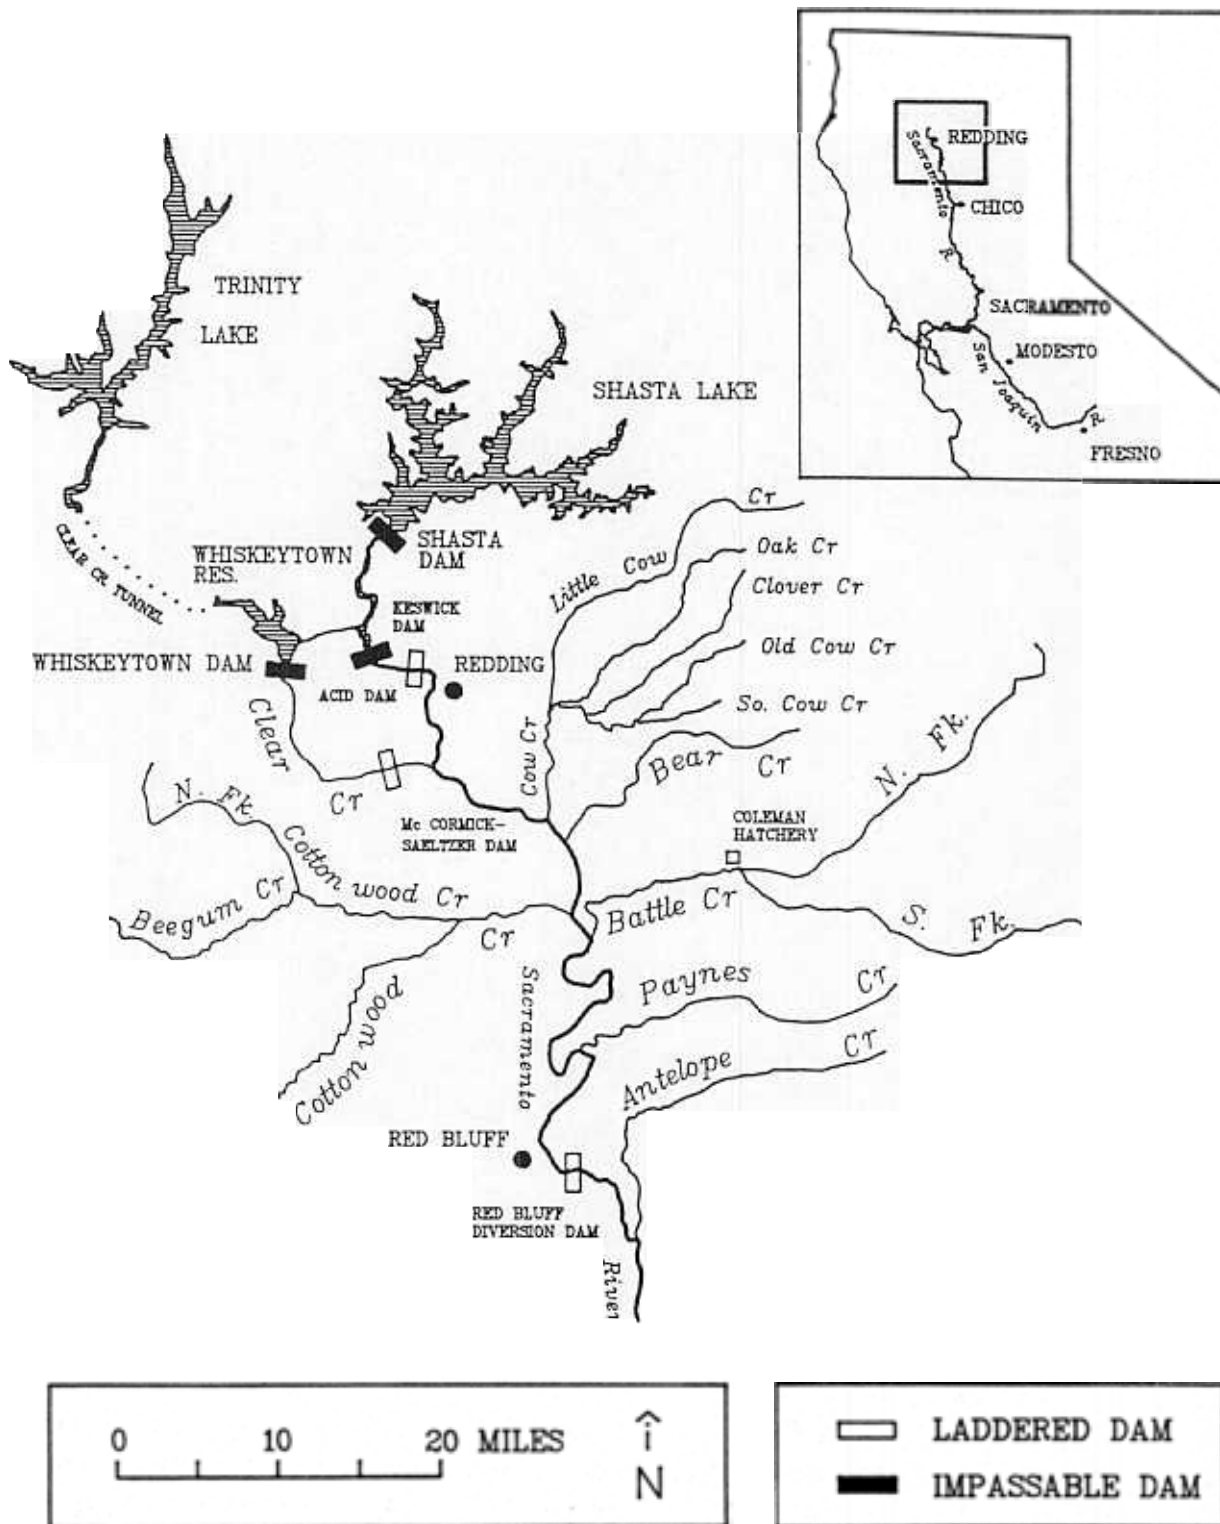 REDDING
Sacramento
R
CHICO
SACRAMENTO
MODESTO
San Joaquin
R
FRESNO
TRINITY
LAKE
SHASTA LAKE
CLEAR CR. TUNNEL
WHISKEYTOWN
RES.
SHASTA
DAM
KESWICK
DAM
WHISKEYTOWN DAM
ACID DAM
REDDING
Little Cow Cr
Oak Cr
Clover Cr
Old Cow Cr
So. Cow Cr
Cow Cr
Bear Cr
Clear Cr
Mc CORMICK-
SAELTZER DAM
COLEMAN
HATCHERY
N. Fk.
N. Fk.
Cotton wood Cr
Beegum Cr
Cr
Cotton wood
Battle Cr
S. Fk.
Paynes Cr
Antelope Cr
Sacramento
RED BLUFF
RED BLUFF
DIVERSION DAM
River
0 10 20 MILES
N
LADDERED DAM
IMPASSABLE DAM